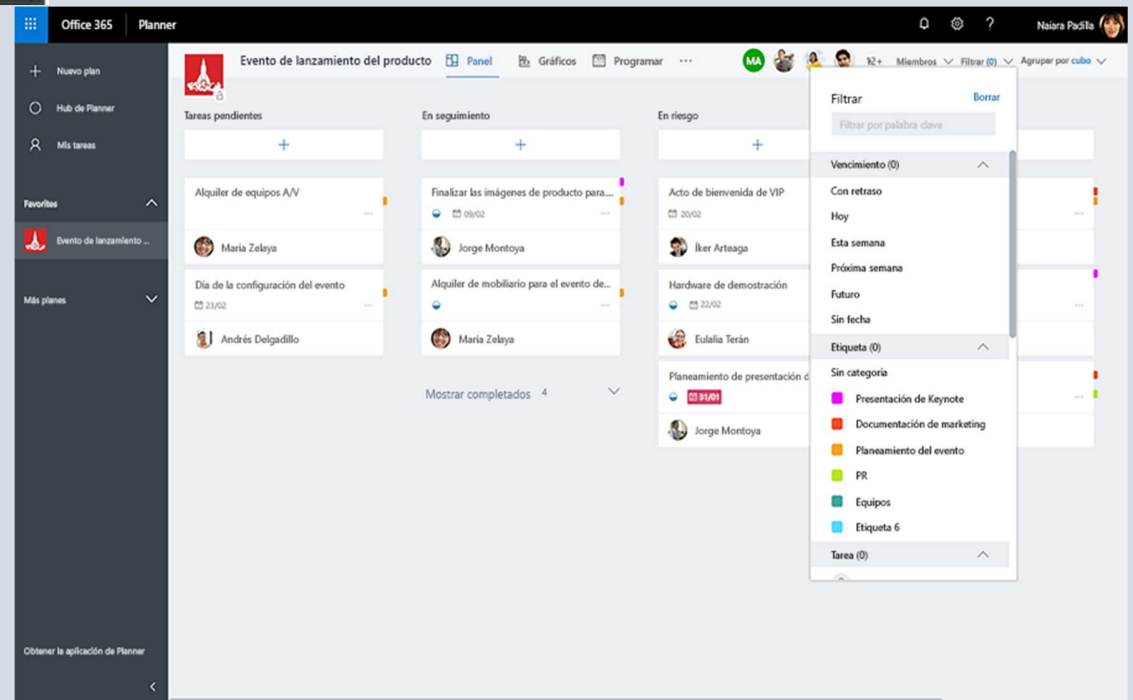 Office 365 Planner
Naiara Padilla
Nuevo plan
Hub de Planner
Mis tareas
Favoritos
Evento de lanzamiento ...
Más planes
Obtener la aplicación de Planner
Evento de lanzamiento del producto Panel Gráficos Programar ...
MA 12+ Miembros Filtrar (0) Agrupar por cubo
Tareas pendientes
Alquiler de equipos A/V
Maria Zelaya
Día de la configuración del evento
23/02
Andrés Delgadillo
En seguimiento
Finalizar las imágenes de producto para...
09/02
Jorge Montoya
Alquiler de mobiliario para el evento de...
Maria Zelaya
Mostrar completados 4
En riesgo
Acto de bienvenida de VIP
20/02
Íker Arteaga
Hardware de demostración
22/02
Eulalia Terán
Planeamiento de presentación d
31/01
Jorge Montoya
Filtrar Borrar
Filtrar por palabra clave
Vencimiento (0)
Con retraso
Hoy
Esta semana
Próxima semana
Futuro
Sin fecha
Etiqueta (0)
Sin categoría
Presentación de Keynote
Documentación de marketing
Planeamiento del evento
PR
Equipos
Etiqueta 6
Tarea (0)